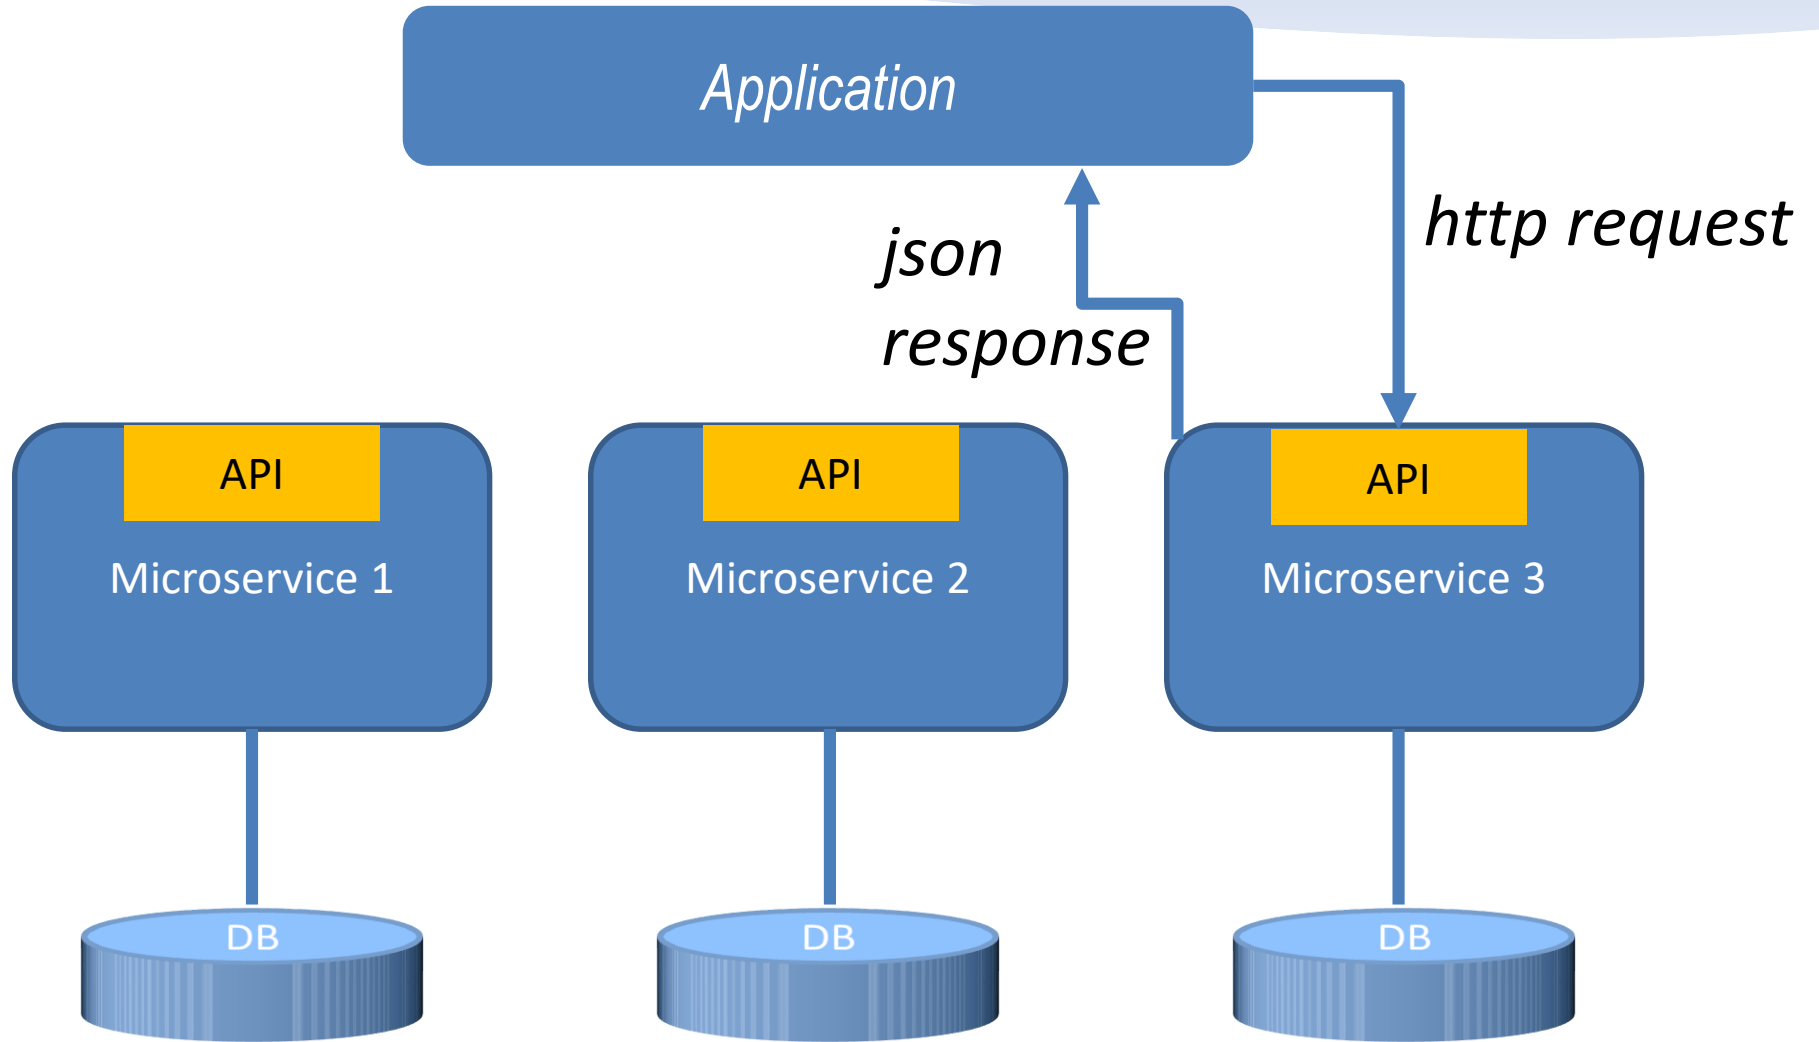 Application
http request
json
response
API
API
API
Microservice 1
Microservice 2
Microservice 3
DB
DB
DB